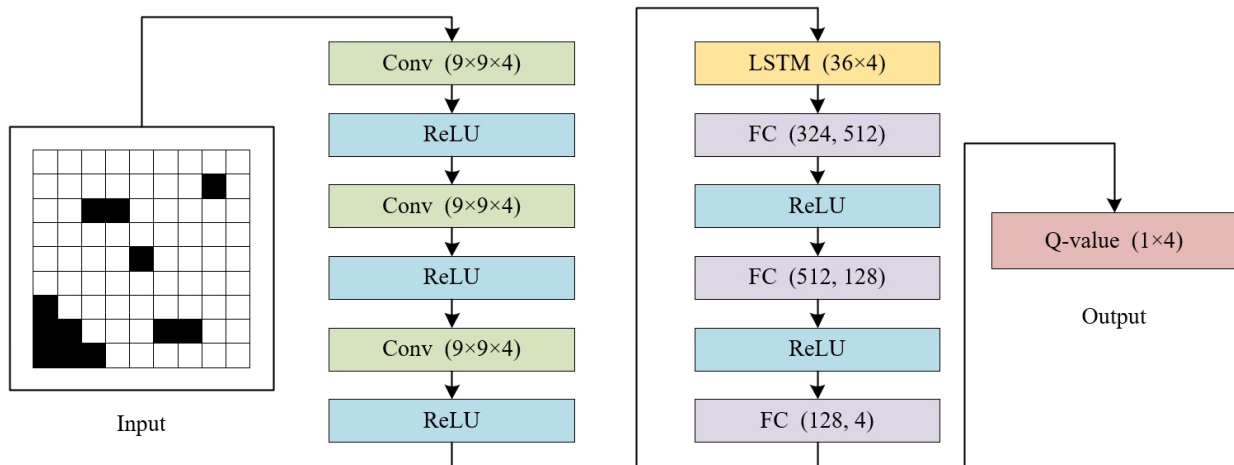 Input
Conv (9×9×4)
ReLU
Conv (9×9×4)
ReLU
Conv (9×9×4)
ReLU
LSTM (36×4)
FC (324, 512)
ReLU
FC (512, 128)
ReLU
FC (128, 4)
Q-value (1×4)
Output